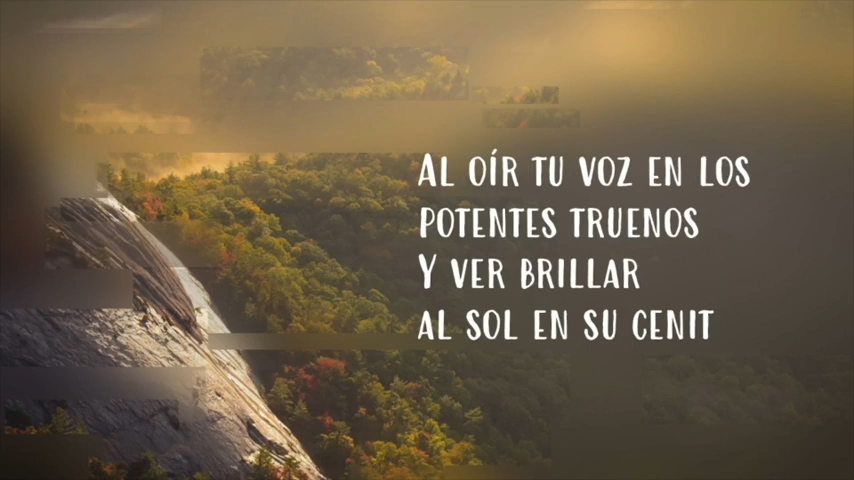 AL OÍR TU VOZ EN LOS
POTENTES TRUENOS
Y VER BRILLAR
AL SOL EN SU CENIT